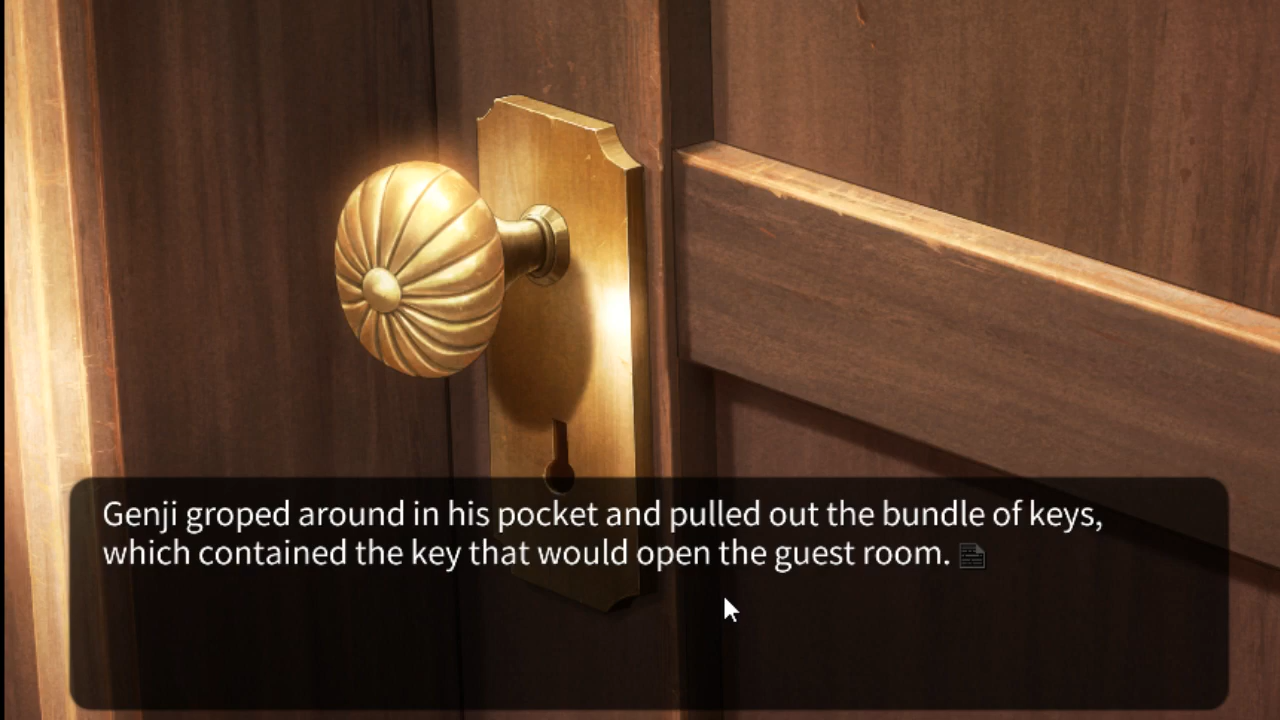 Genji groped around in his pocket and pulled out the bundle of keys,
which contained the key that would open the guest room.